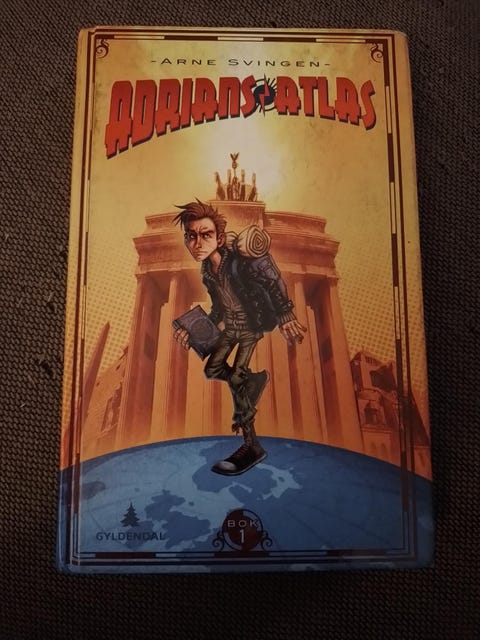 -ARNE SVINGEN-
ADRIANS ATLAS
GYLDENDAL
BOK
1